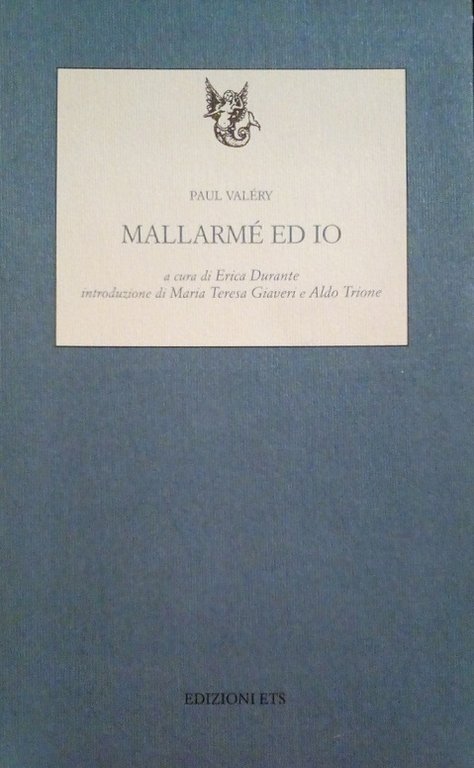 PAUL VALÉRY
MALLARMÉ ED IO
a cura di Erica Durante
introduzione di Maria Teresa Giaveri e Aldo Trione
EDIZIONI ETS